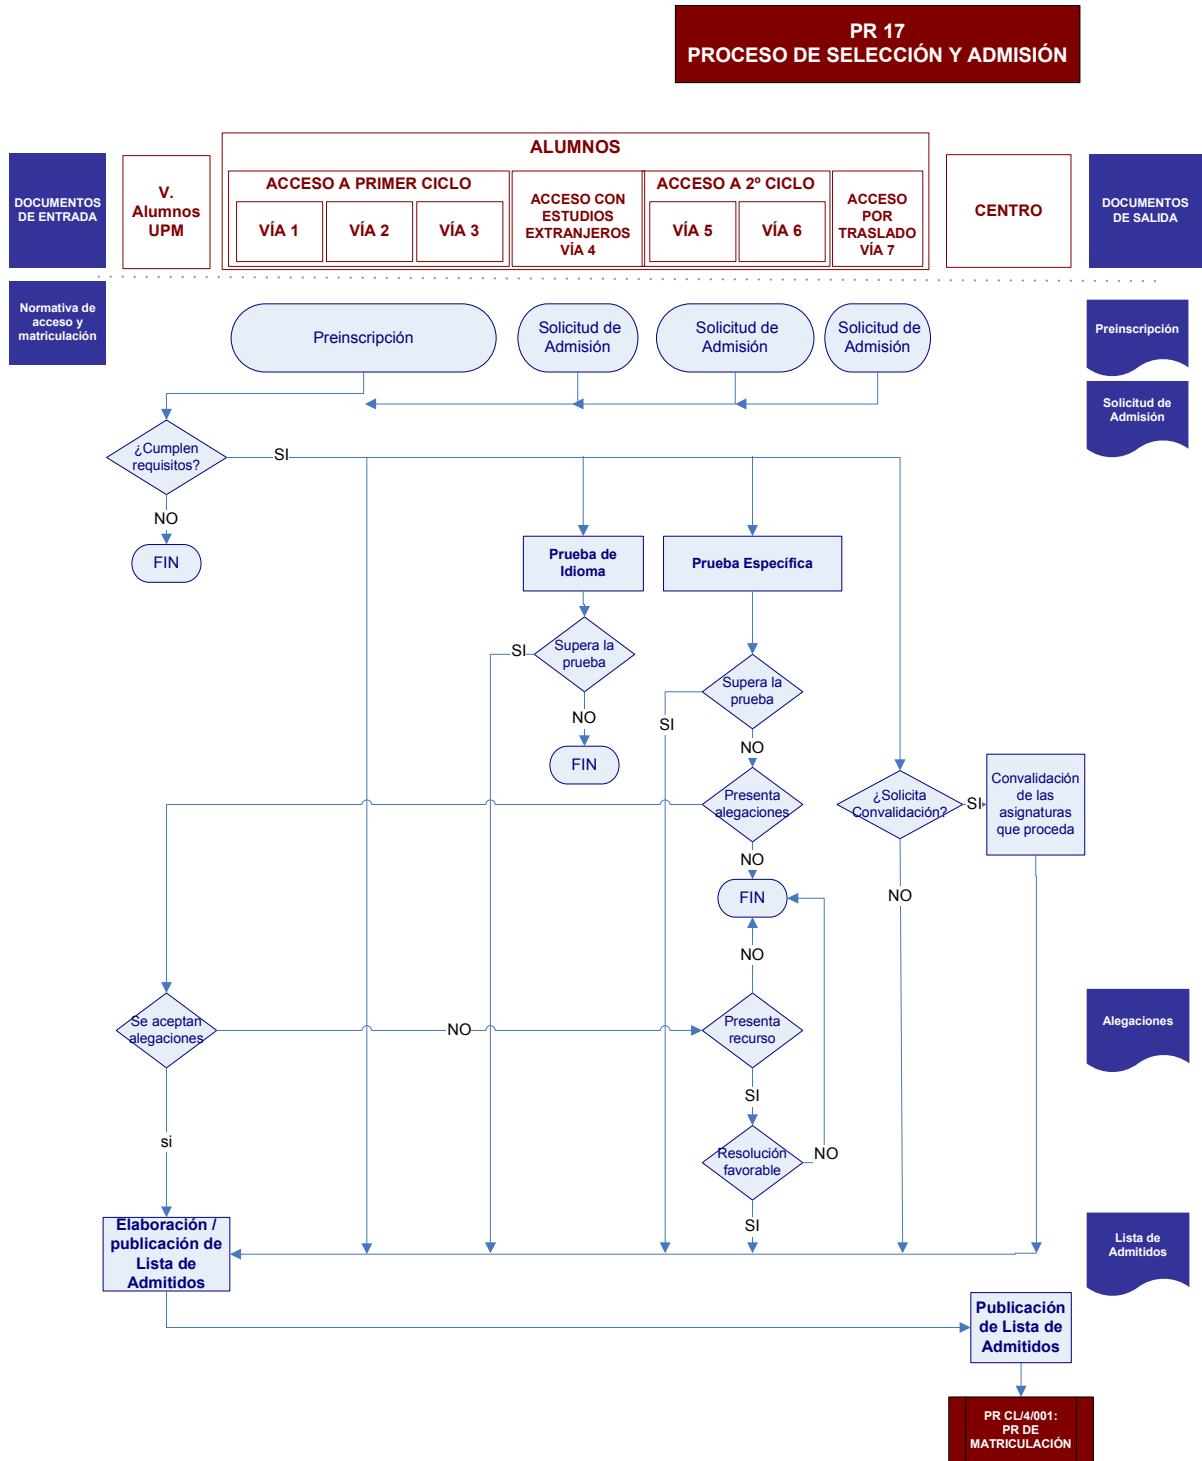 PR 17
PROCESO DE SELECCIÓN Y ADMISIÓN
DOCUMENTOS
DE ENTRADA
V.
Alumnos
UPM
ALUMNOS
ACCESO A PRIMER CICLO
VÍA 1
VÍA 2
VÍA 3
ACCESO CON
ESTUDIOS
EXTRANJEROS
VÍA 4
ACCESO A 2º CICLO
VÍA 5
VÍA 6
ACCESO
POR
TRASLADO
VÍA 7
CENTRO
DOCUMENTOS
DE SALIDA
Normativa de
acceso y
matriculación
Preinscripción
Solicitud de
Admisión
Solicitud de
Admisión
Solicitud de
Admisión
Preinscripción
Solicitud de
Admisión
¿Cumplen
requisitos?
SI
NO
FIN
Prueba de
Idioma
Prueba Específica
Supera la
prueba
SI
NO
FIN
Supera la
prueba
SI
NO
Presenta
alegaciones
NO
FIN
¿Solicita
Convalidación?
SI
NO
Convalidación
de las
asignaturas
que proceda
NO
Se aceptan
alegaciones
NO
Presenta
recurso
Alegaciones
SI
si
Resolución
favorable
NO
SI
Elaboración /
publicación de
Lista de
Admitidos
Lista de
Admitidos
Publicación
de Lista de
Admitidos
PR CL/4/001:
PR DE
MATRICULACIÓN